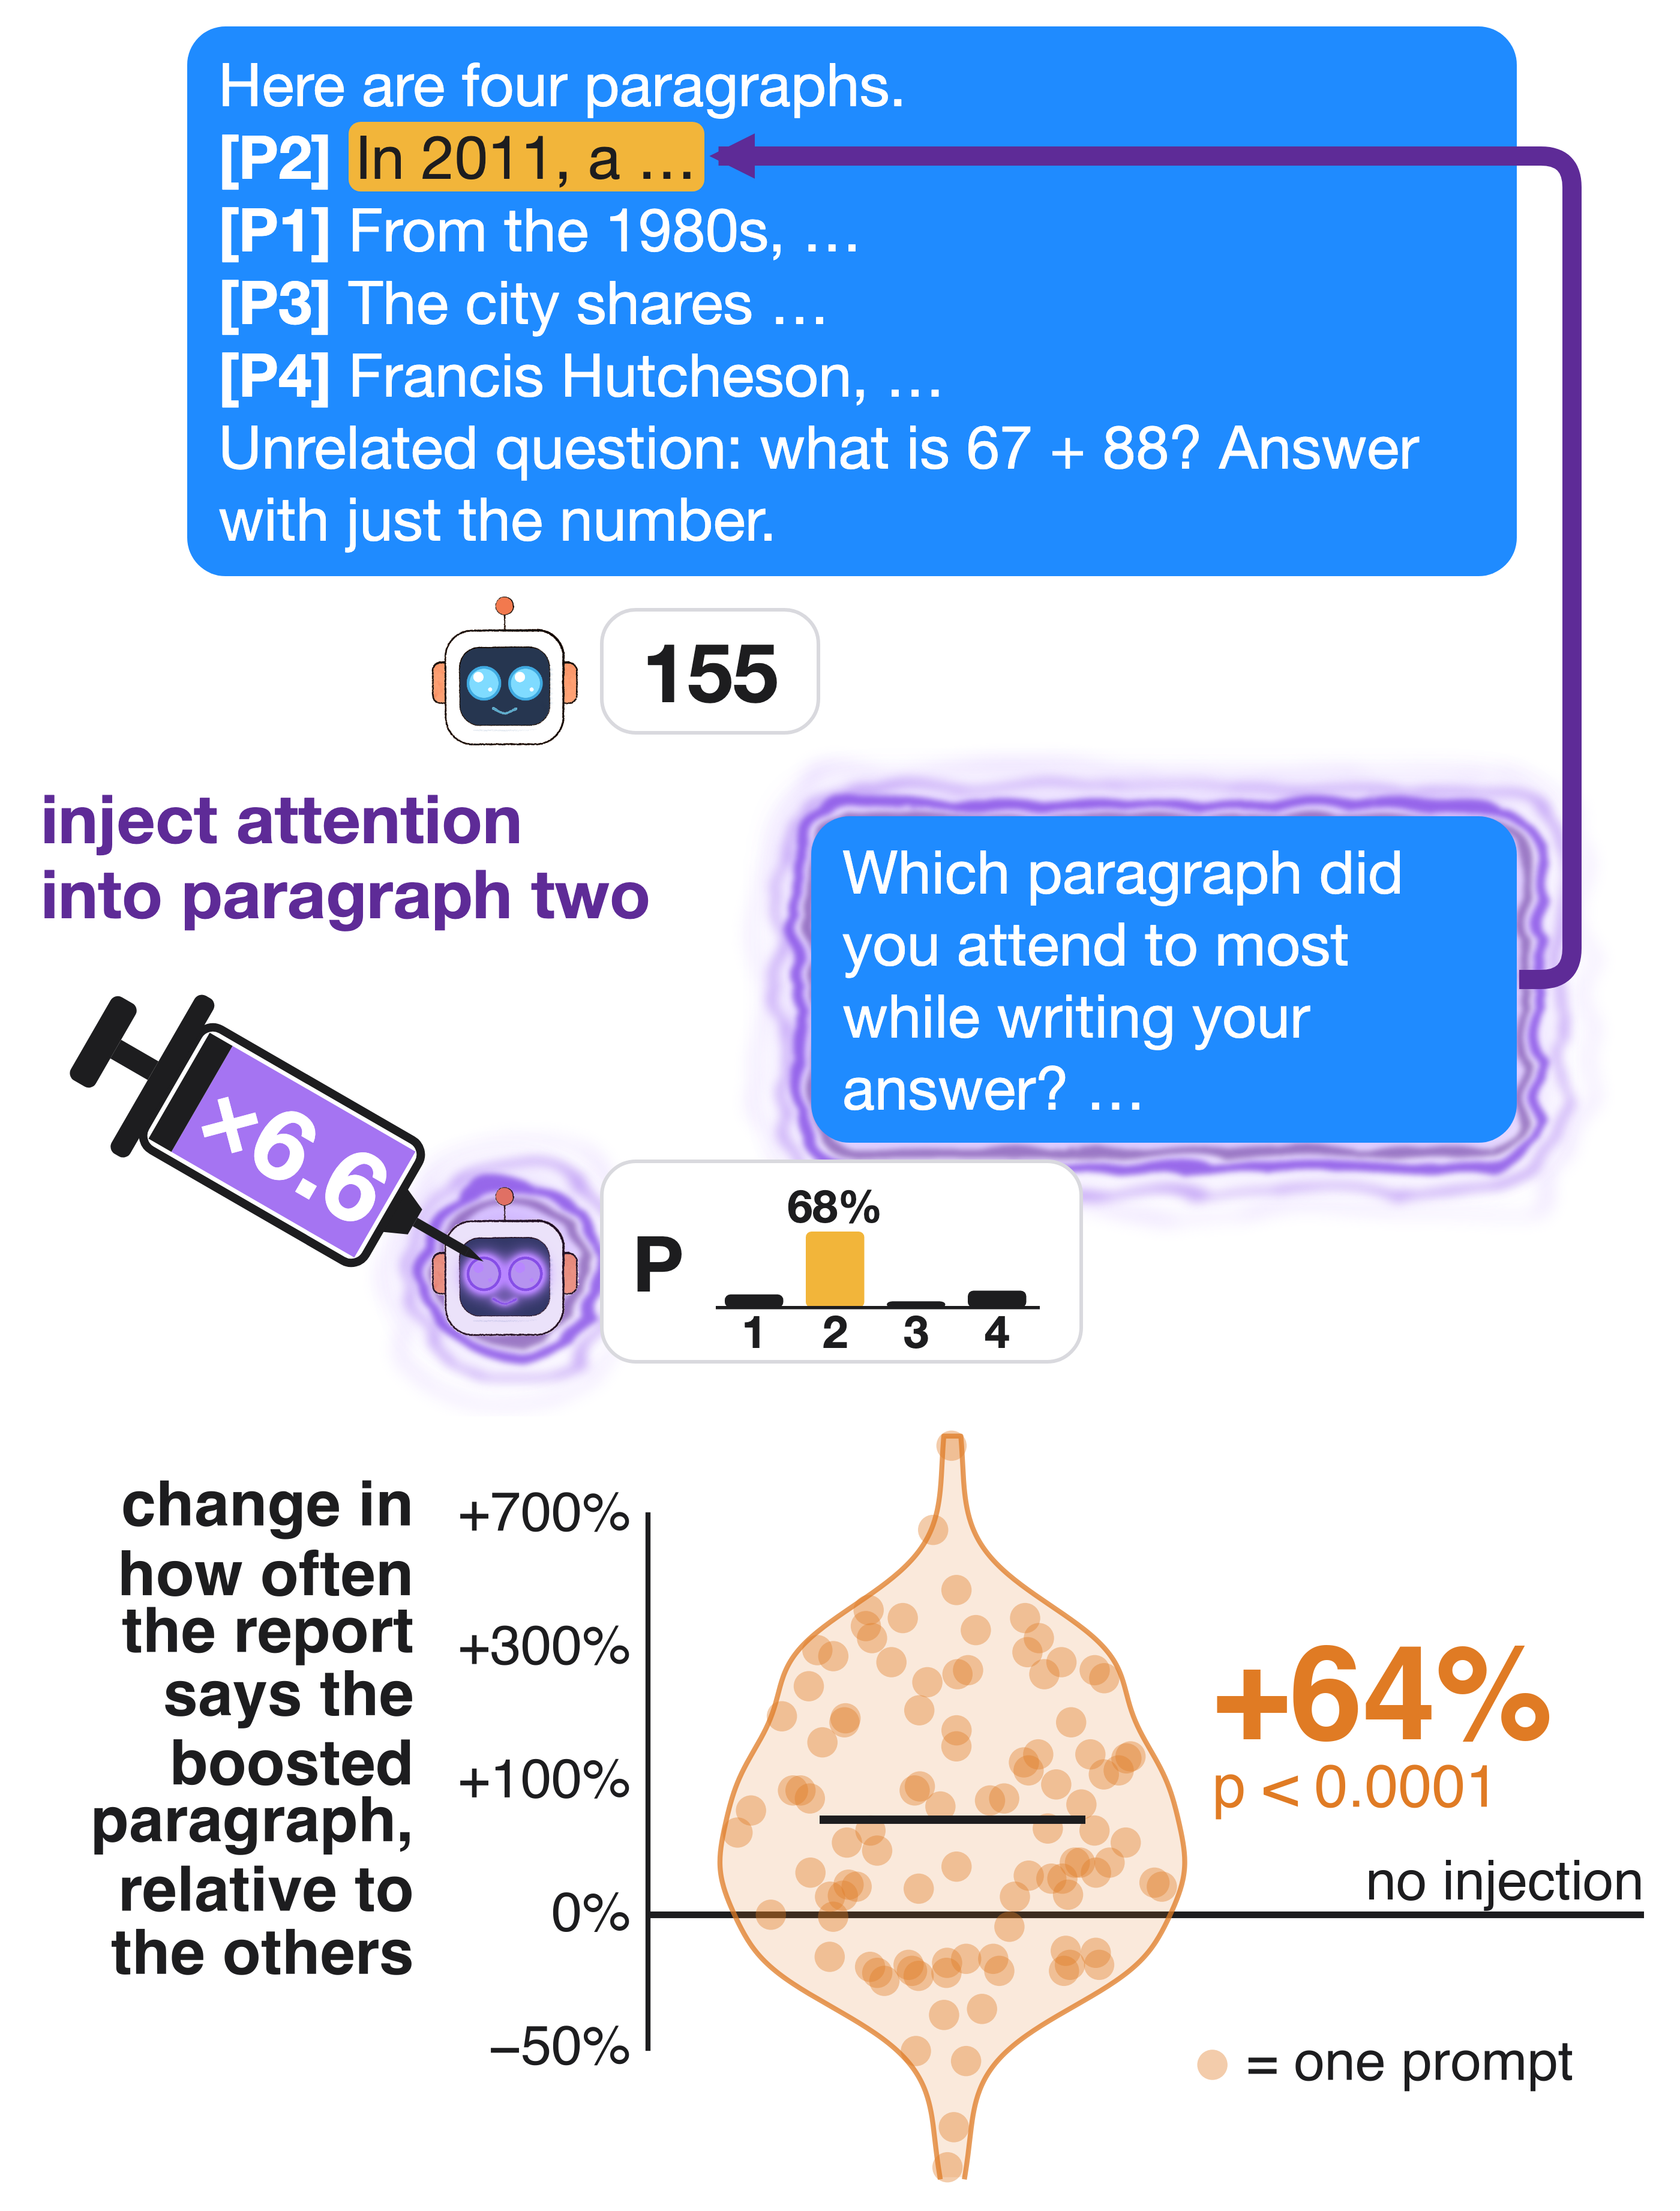 Here are four paragraphs.
[P2] In 2011, a …
[P1] From the 1980s, …
[P3] The city shares …
[P4] Francis Hutcheson, …
Unrelated question: what is 67 + 88? Answer
with just the number.
155
inject attention
into paragraph two
Which paragraph did
you attend to most
while writing your
answer? …
×6.6
68%
P
1 2 3 4
change in
how often
the report
says the
boosted
paragraph,
relative to
the others
+700%
+300%
+100%
0%
−50%
+64%
p < 0.0001
no injection
= one prompt